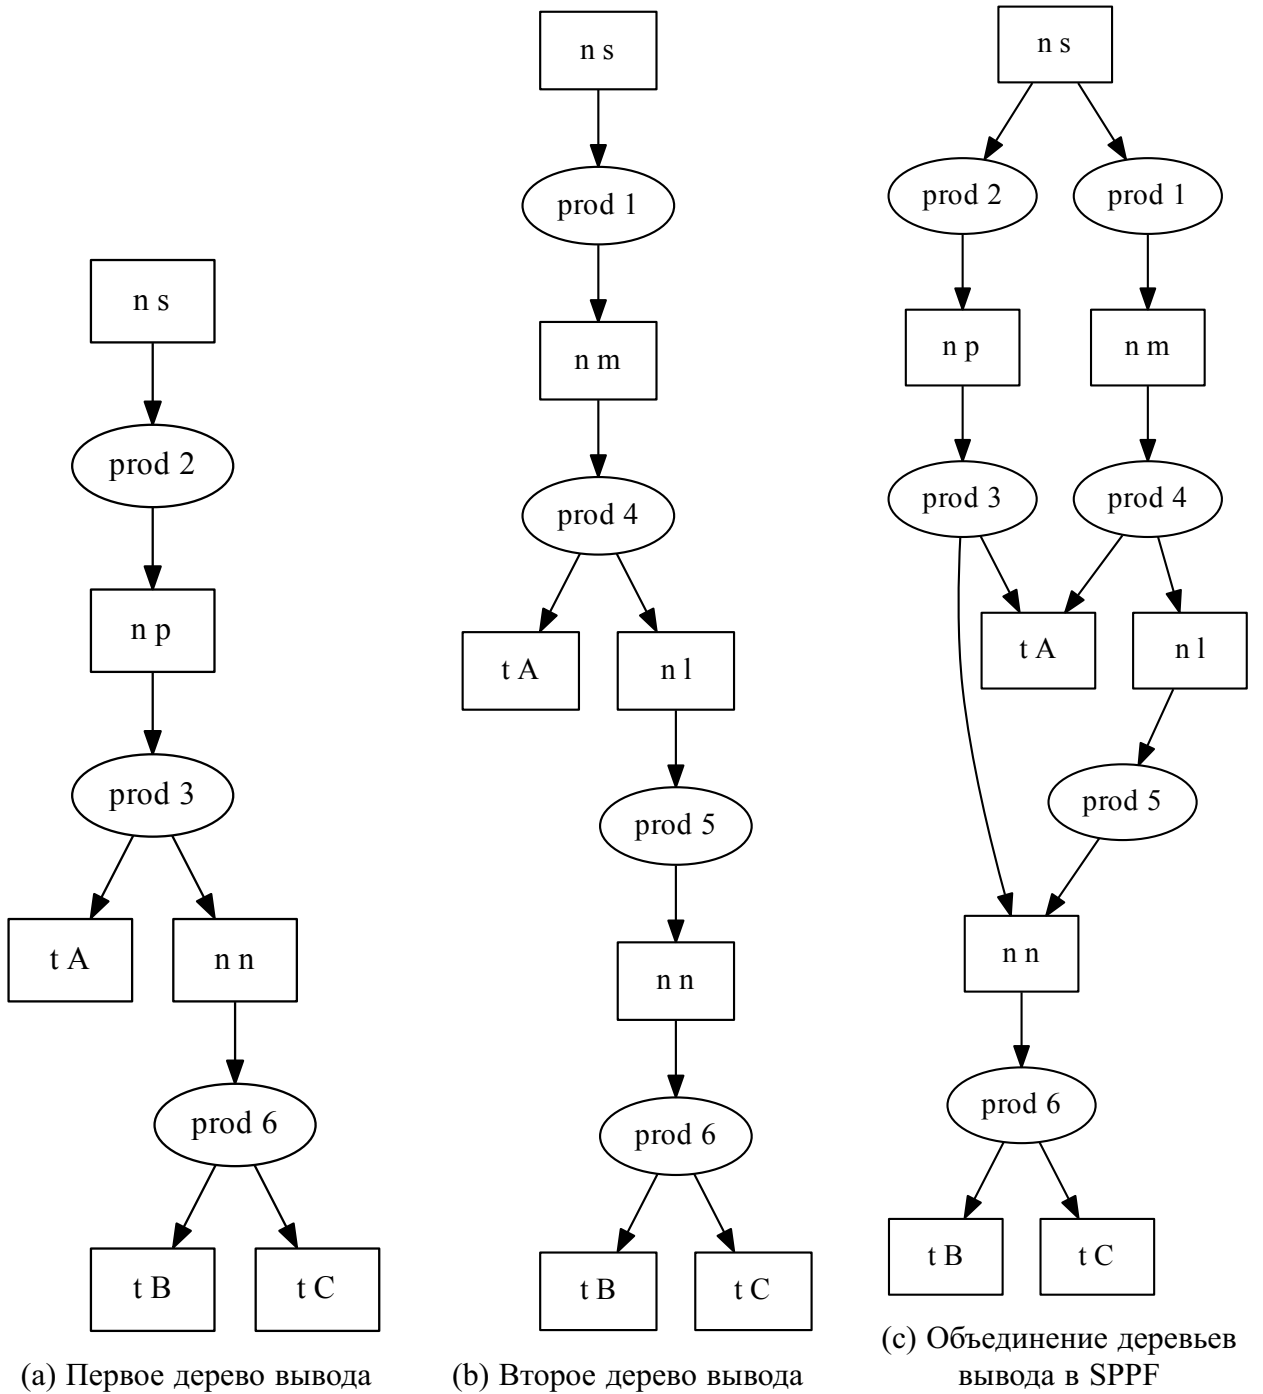 n s
prod 2
n p
prod 3
t A
n n
prod 6
t B
t C
(a) Первое дерево вывода
n s
prod 1
n m
prod 4
t A
n l
prod 5
n n
prod 6
t B
t C
(b) Второе дерево вывода
n s
prod 2
prod 1
n p
n m
prod 3
prod 4
t A
n l
prod 5
n n
prod 6
t B
t C
(c) Объединение деревьев
вывода в SPPF